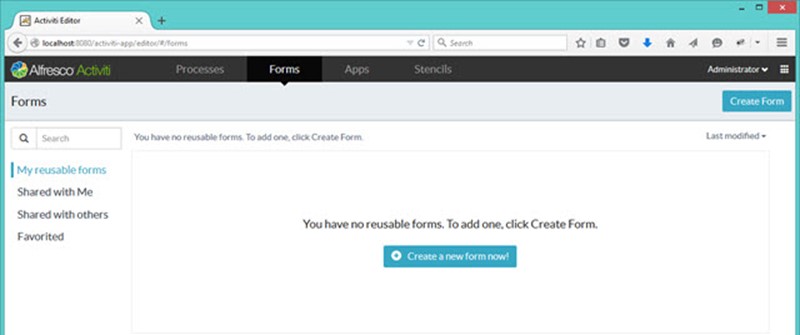 Activiti Editor
localhost:8080/activiti-app/editor/#/forms
Search
Alfresco Activiti
Processes
Forms
Apps
Stencils
Administrator
Forms
Create Form
Search
You have no reusable forms. To add one, click Create Form.
Last modified
My reusable forms
Shared with Me
Shared with others
Favorited
You have no reusable forms. To add one, click Create Form.
Create a new form now!